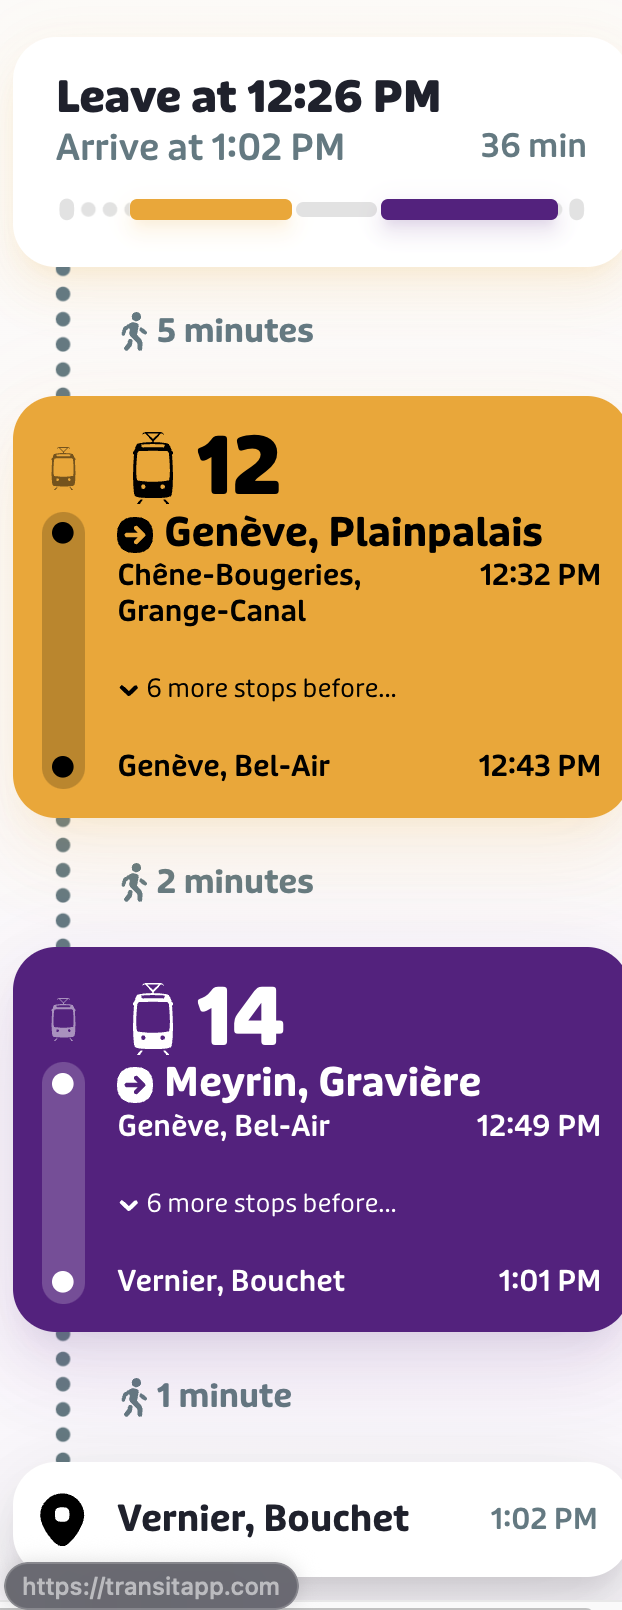 Leave at 12:26 PM
Arrive at 1:02 PM 36 min
5 minutes
12
Genève, Plainpalais
Chêne-Bougeries, 12:32 PM
Grange-Canal
6 more stops before...
Genève, Bel-Air 12:43 PM
2 minutes
14
Meyrin, Gravière
Genève, Bel-Air 12:49 PM
6 more stops before...
Vernier, Bouchet 1:01 PM
1 minute
Vernier, Bouchet 1:02 PM
https://transitapp.com